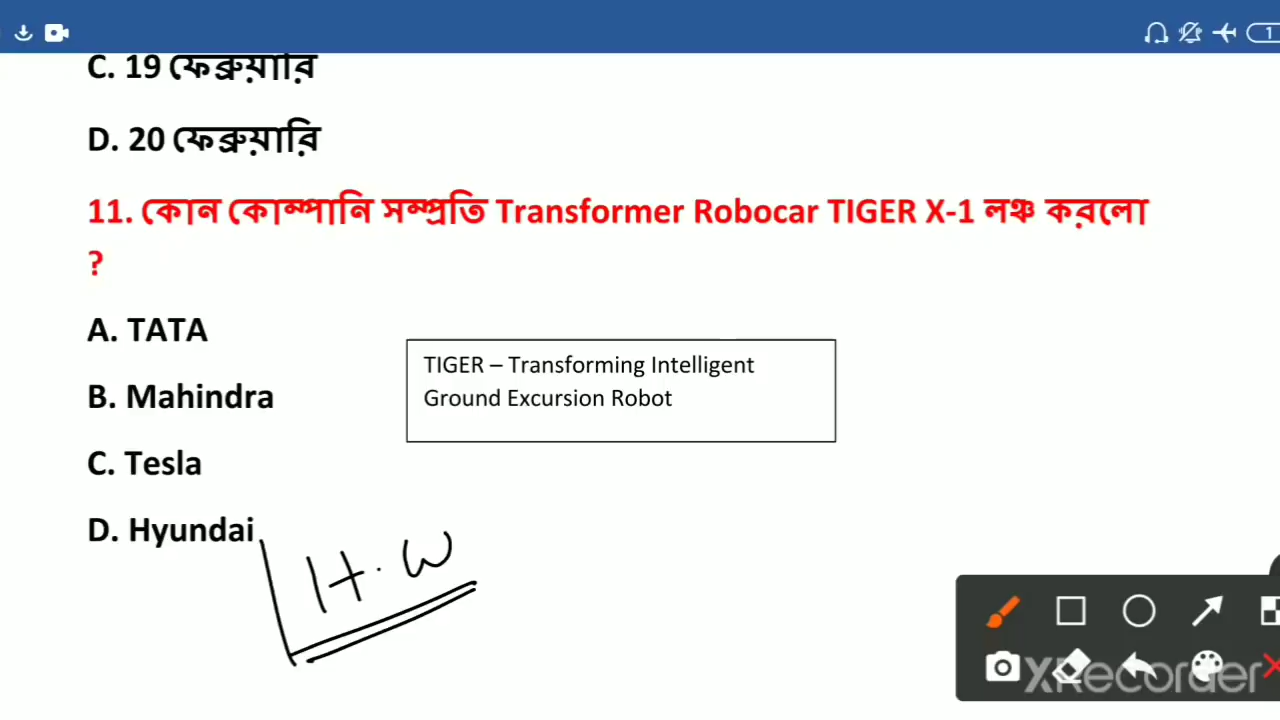 1
C. 19 ফেব্রুয়ারি
D. 20 ফেব্রুয়ারি
11. কোন কোম্পানি সম্প্রতি Transformer Robocar TIGER X-1 লঞ্চ করলো
?
A. TATA
TIGER – Transforming Intelligent
Ground Excursion Robot
B. Mahindra
C. Tesla
D. Hyundai
H.W
XRecorder